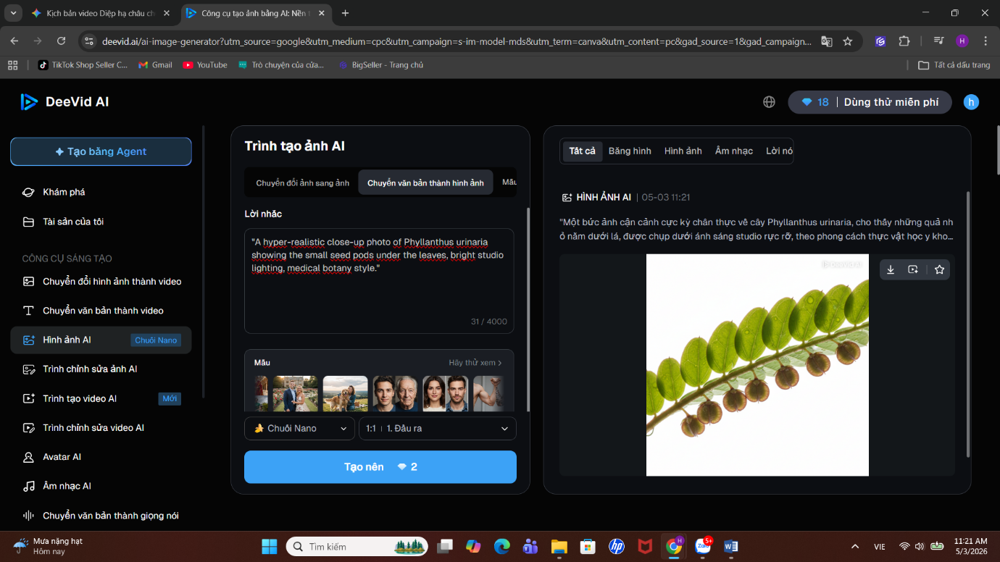 Kịch bản video Diệp hạ châu ch
Công cụ tạo ảnh bằng AI: Nền t
deevid.ai/ai-image-generator?utm_source=google&utm_medium=cpc&utm_campaign=s-im-model-mds&utm_term=canva&utm_content=pc&gad_source=1&gad_campaign...
H
TikTok Shop Seller C...
Gmail
YouTube
Trò chuyện của cửa...
BigSeller - Trang chủ
Tất cả dấu trang
DeeVid AI
18 | Dùng thử miễn phí
h
Tạo bằng Agent
Khám phá
Tài sản của tôi
CÔNG CỤ SÁNG TẠO
Chuyển đổi hình ảnh thành video
Chuyển văn bản thành video
Hình ảnh AI
Chuối Nano
Trình chỉnh sửa ảnh AI
Trình tạo video AI
Mới
Trình chỉnh sửa video AI
Avatar AI
Âm nhạc AI
Chuyển văn bản thành giọng nói
Trình tạo ảnh AI
Chuyển đổi ảnh sang ảnh
Chuyển văn bản thành hình ảnh
Mẫu
Lời nhắc
"A hyper-realistic close-up photo of Phyllanthus urinaria
showing the small seed pods under the leaves, bright studio
lighting, medical botany style."
31 / 4000
Mẫu
Hãy thử xem >
Chuối Nano
1:1 | 1. Đầu ra
Tạo nên 2
Tất cả
Băng hình
Hình ảnh
Âm nhạc
Lời nó
HÌNH ẢNH AI | 05-03 11:21
"Một bức ảnh cận cảnh cực kỳ chân thực về cây Phyllanthus urinaria, cho thấy những quả nh
ỏ nằm dưới lá, được chụp dưới ánh sáng studio rực rỡ, theo phong cách thực vật học y kho...
Mưa nặng hạt
Hôm nay
Tìm kiếm
5+
VIE
11:21 AM
5/3/2026